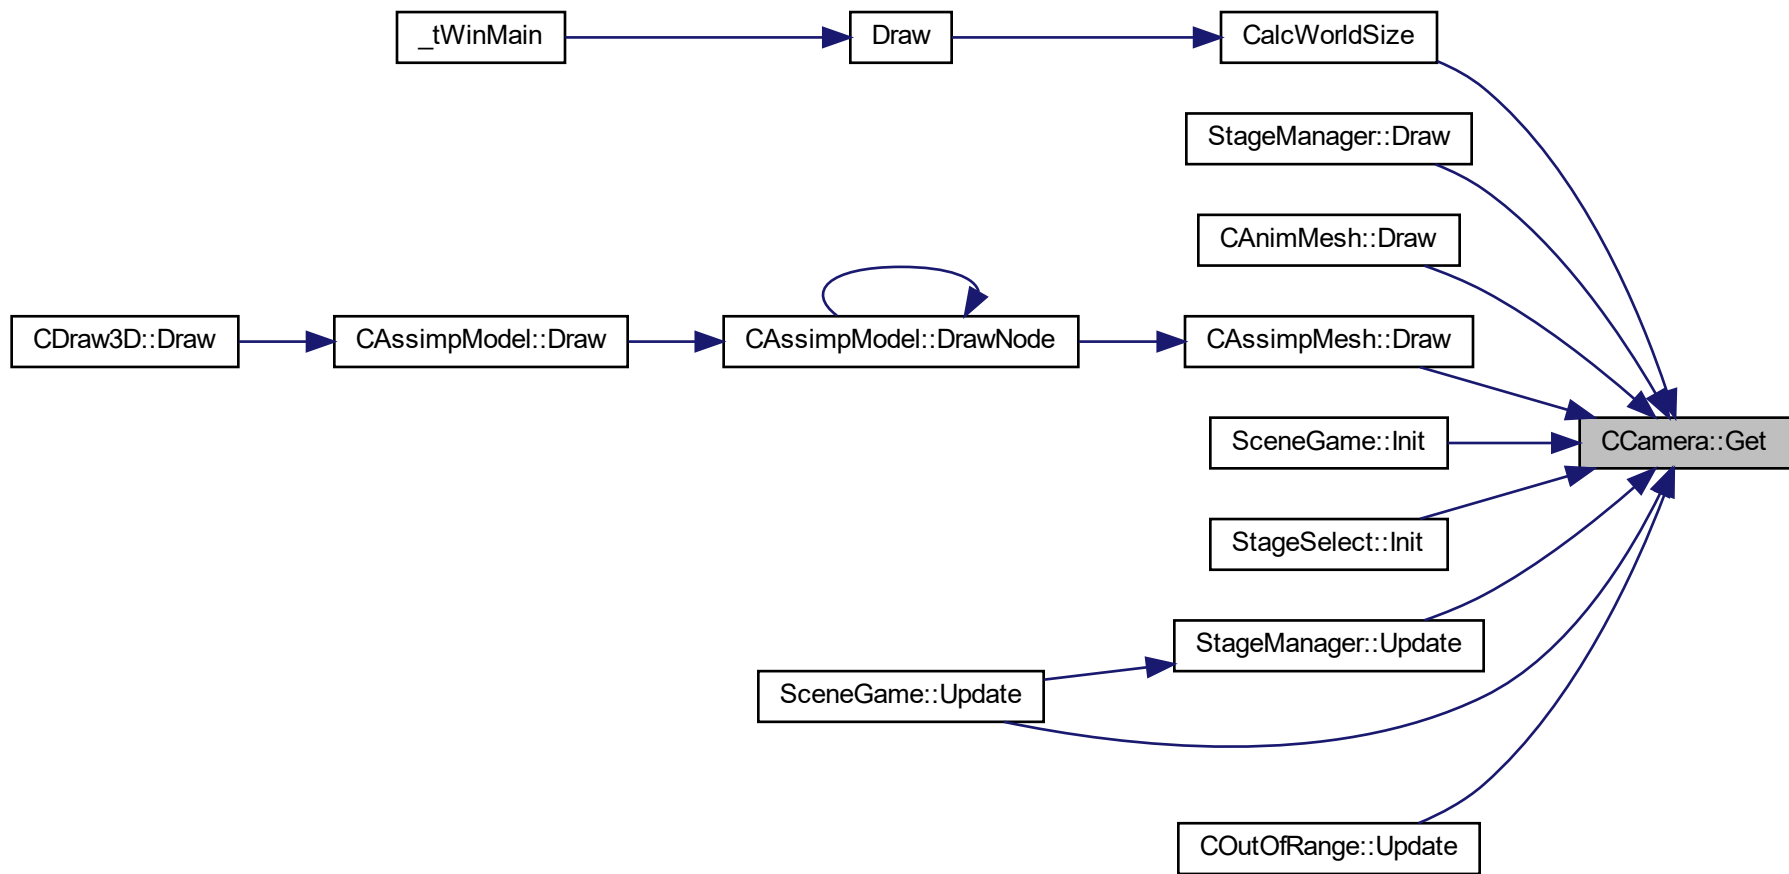 _tWinMain
Draw
CalcWorldSize
StageManager::Draw
CAnimMesh::Draw
CDraw3D::Draw
CAssimpModel::Draw
CAssimpModel::DrawNode
CAssimpMesh::Draw
CCamera::Get
SceneGame::Init
StageSelect::Init
StageManager::Update
SceneGame::Update
COutOfRange::Update